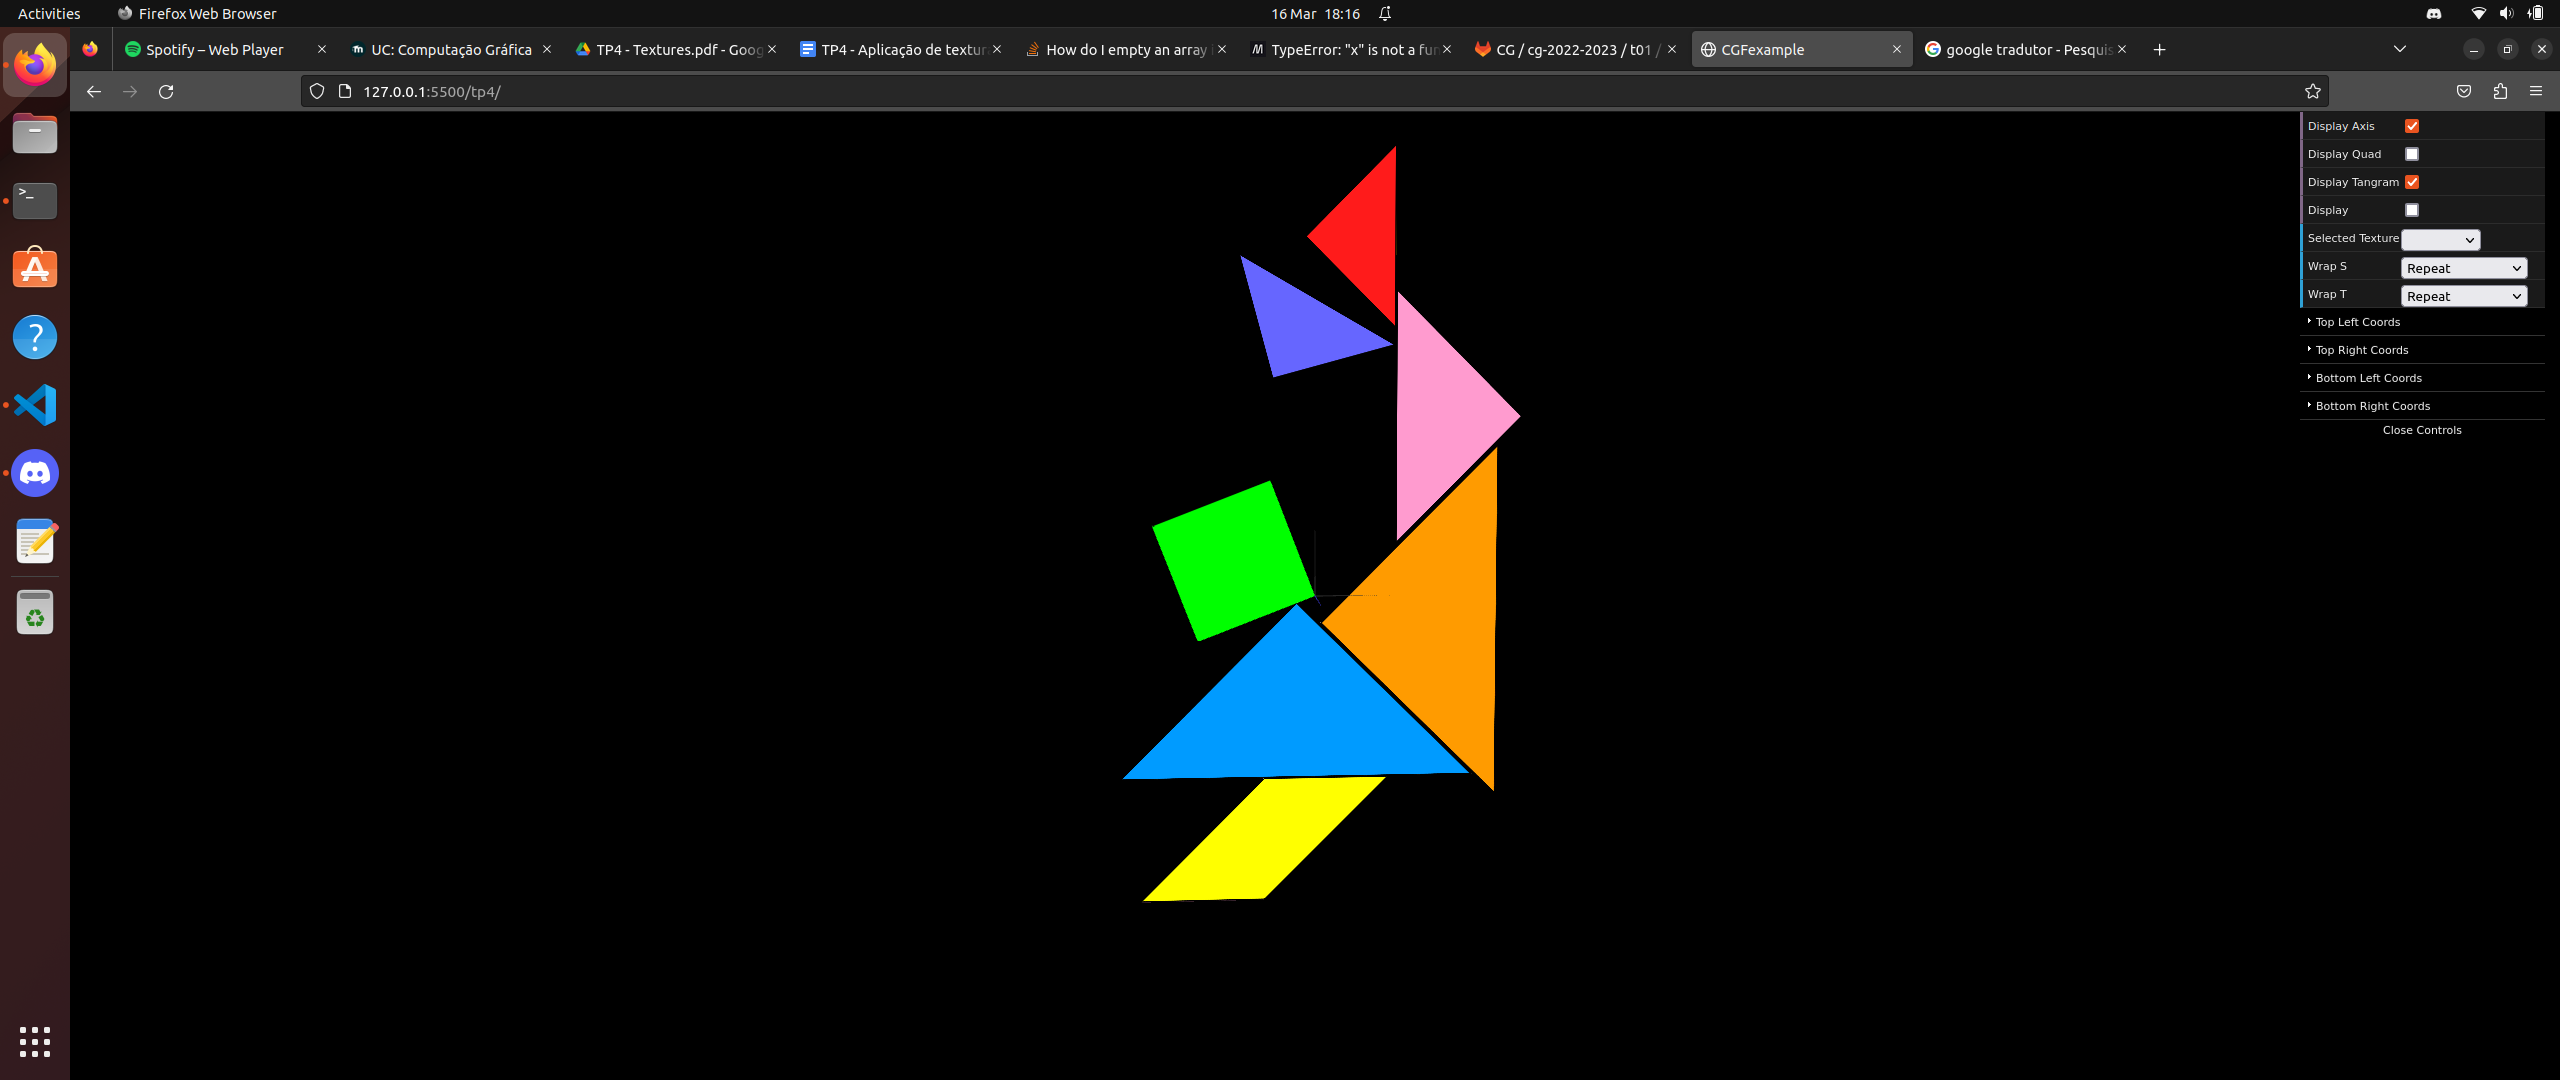 Activities
Firefox Web Browser
16 Mar 18:16
Spotify – Web Player
UC: Computação Gráfica
TP4 - Textures.pdf - Goog
TP4 - Aplicação de textur
How do I empty an array
TypeError: "x" is not a fun
CG / cg-2022-2023 / t01 /
CGFexample
google tradutor - Pesquis
127.0.0.1:5500/tp4/
Display Axis
Display Quad
Display Tangram
Display
Selected Texture
Wrap S Repeat
Wrap T Repeat
Top Left Coords
Top Right Coords
Bottom Left Coords
Bottom Right Coords
Close Controls